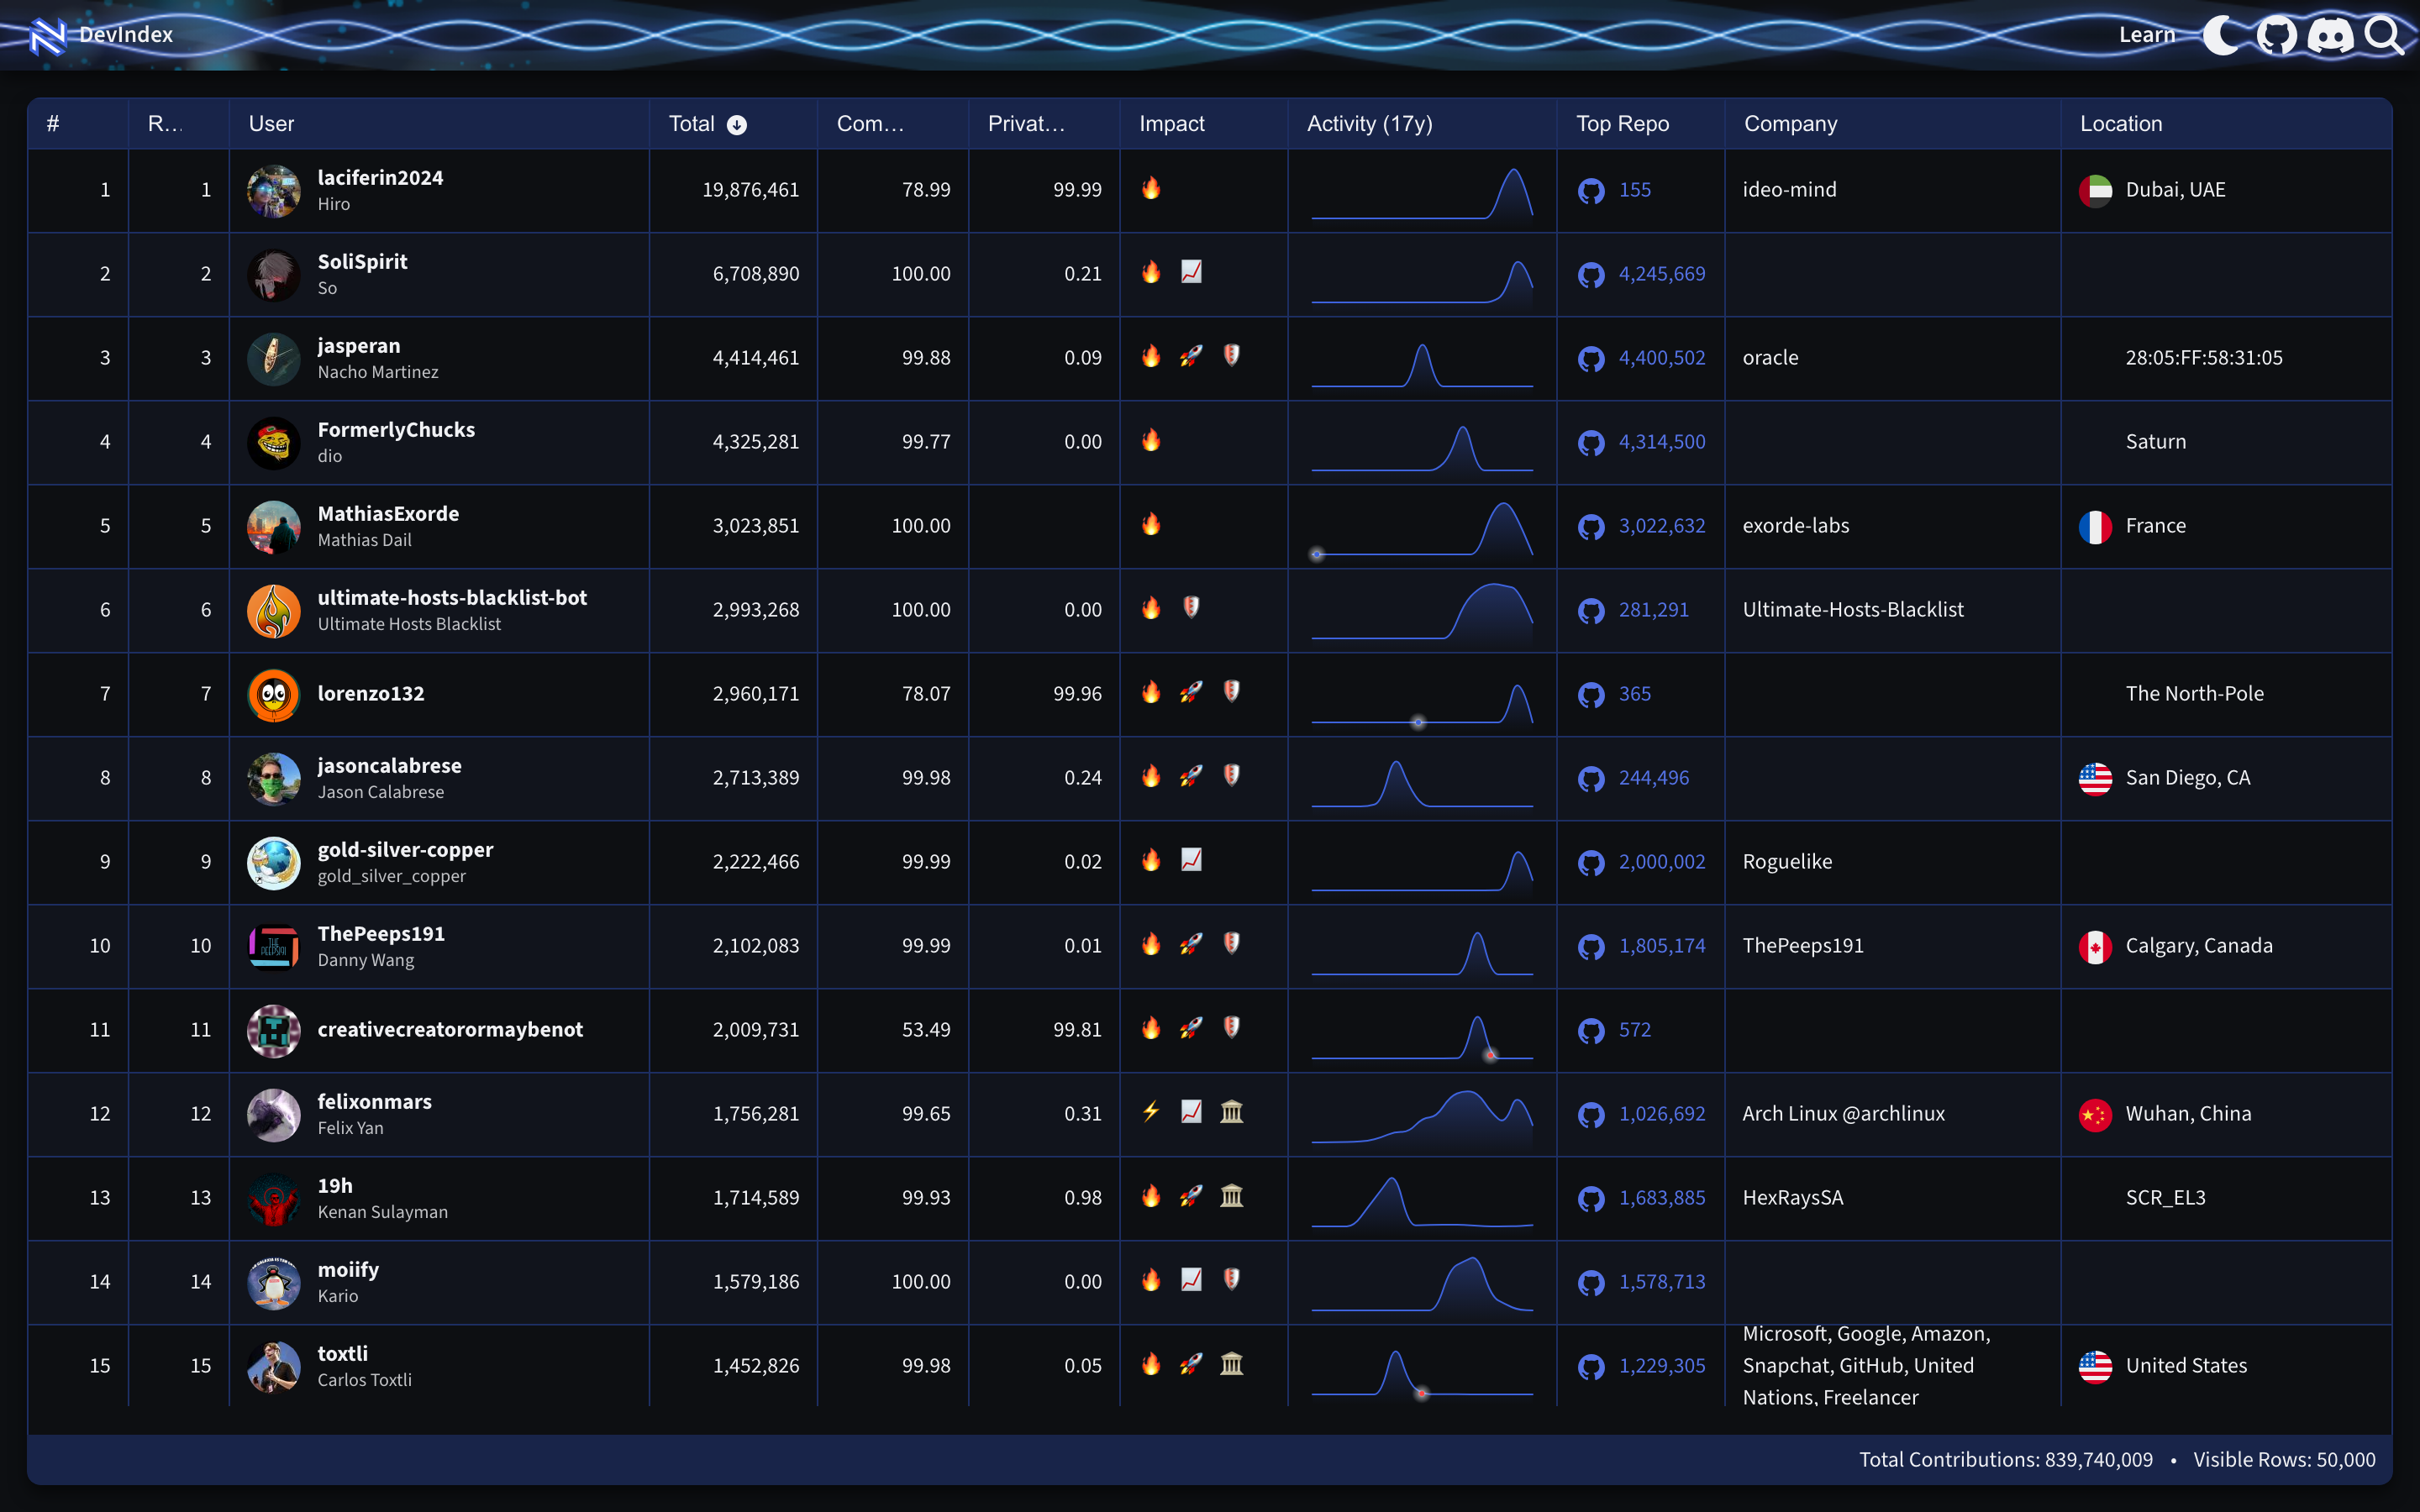 DevIndex
Learn
# R... User Total Com... Privat... Impact Activity (17y) Top Repo Company Location
1 1 laciferin2024 19,876,461 78.99 99.99 155 ideo-mind Dubai, UAE
Hiro
2 2 SoliSpirit 6,708,890 100.00 0.21 4,245,669
So
3 3 jasperan 4,414,461 99.88 0.09 4,400,502 oracle 28:05:FF:58:31:05
Nacho Martinez
4 4 FormerlyChucks 4,325,281 99.77 0.00 4,314,500 Saturn
dio
5 5 MathiasExorde 3,023,851 100.00 3,022,632 exorde-labs France
Mathias Dail
6 6 ultimate-hosts-blacklist-bot 2,993,268 100.00 0.00 281,291 Ultimate-Hosts-Blacklist
Ultimate Hosts Blacklist
7 7 lorenzo132 2,960,171 78.07 99.96 365 The North-Pole
8 8 jasoncalabrese 2,713,389 99.98 0.24 244,496 San Diego, CA
Jason Calabrese
9 9 gold-silver-copper 2,222,466 99.99 0.02 2,000,002 Roguelike
gold_silver_copper
10 10 ThePeeps191 2,102,083 99.99 0.01 1,805,174 ThePeeps191 Calgary, Canada
Danny Wang
11 11 creativecreatorormaybenot 2,009,731 53.49 99.81 572
12 12 felixonmars 1,756,281 99.65 0.31 1,026,692 Arch Linux @archlinux Wuhan, China
Felix Yan
13 13 19h 1,714,589 99.93 0.98 1,683,885 HexRaysSA SCR_EL3
Kenan Sulayman
14 14 moiify 1,579,186 100.00 0.00 1,578,713
Kario
15 15 toxtli 1,452,826 99.98 0.05 1,229,305 Microsoft, Google, Amazon,
Snapchat, GitHub, United
Nations, Freelancer United States
Carlos Toxtli
Total Contributions: 839,740,009 • Visible Rows: 50,000